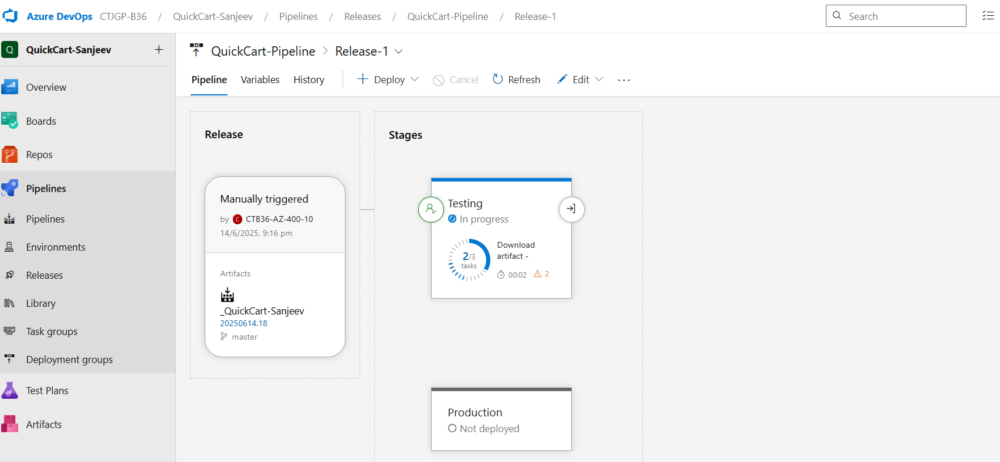 Azure DevOps CTJGP-B36 / QuickCart-Sanjeev / Pipelines / Releases / QuickCart-Pipeline / Release-1
Search
Q QuickCart-Sanjeev +
Overview
Boards
Repos
Pipelines
Pipelines
Environments
Releases
Library
Task groups
Deployment groups
Test Plans
Artifacts
QuickCart-Pipeline > Release-1
Pipeline Variables History + Deploy Cancel Refresh Edit ...
Release
Manually triggered
by C CTB36-AZ-400-10
14/6/2025, 9:16 pm
Artifacts
_QuickCart-Sanjeev
20250614.18
master
Stages
Testing
In progress
2/3
tasks
Download
artifact -
00:02 2
Production
Not deployed